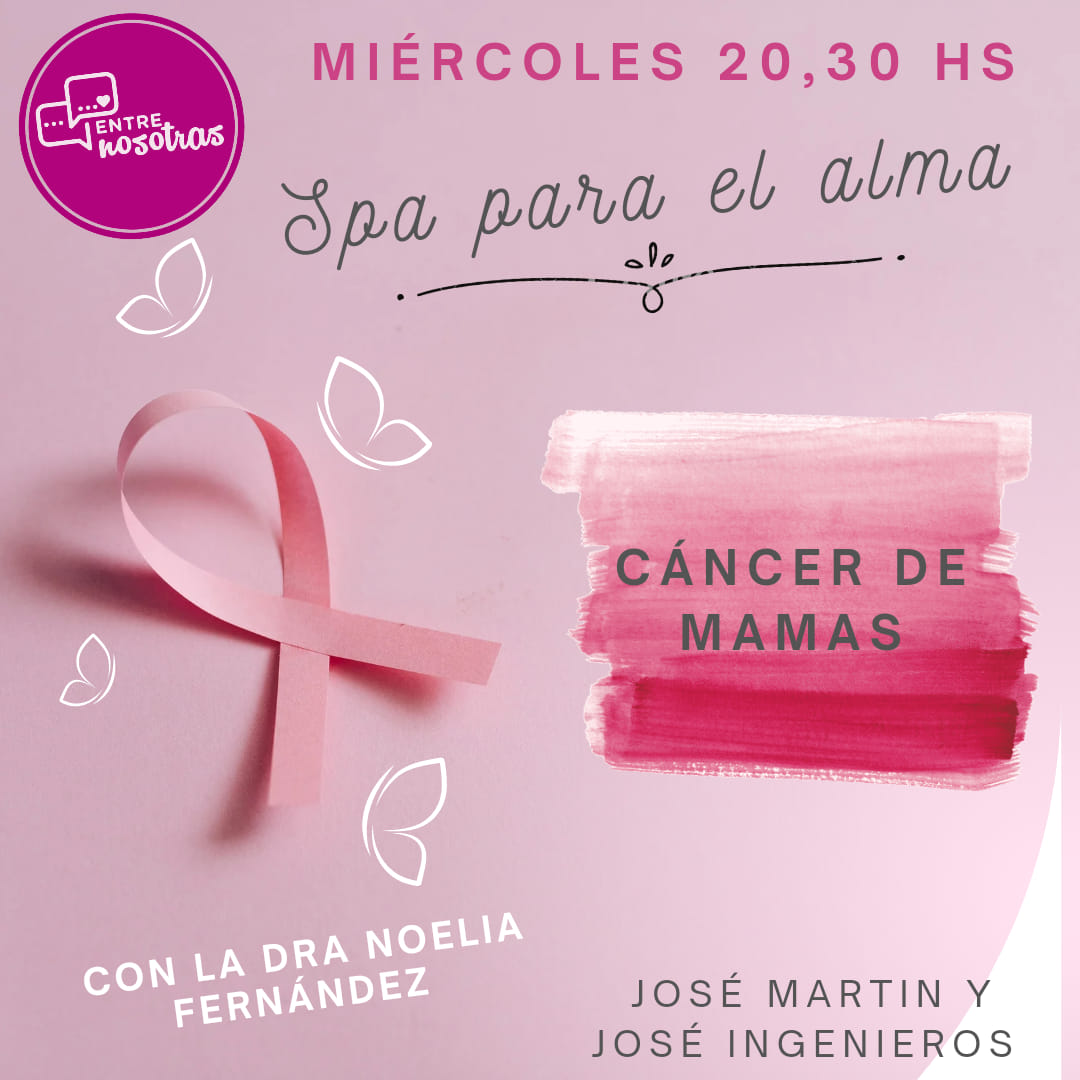 MIÉRCOLES 20,30 HS
ENTRE
nosotras
Spa para el alma
CÁNCER DE
MAMAS
CON LA DRA NOELIA
FERNÁNDEZ
JOSÉ MARTIN Y
JOSÉ INGENIEROS